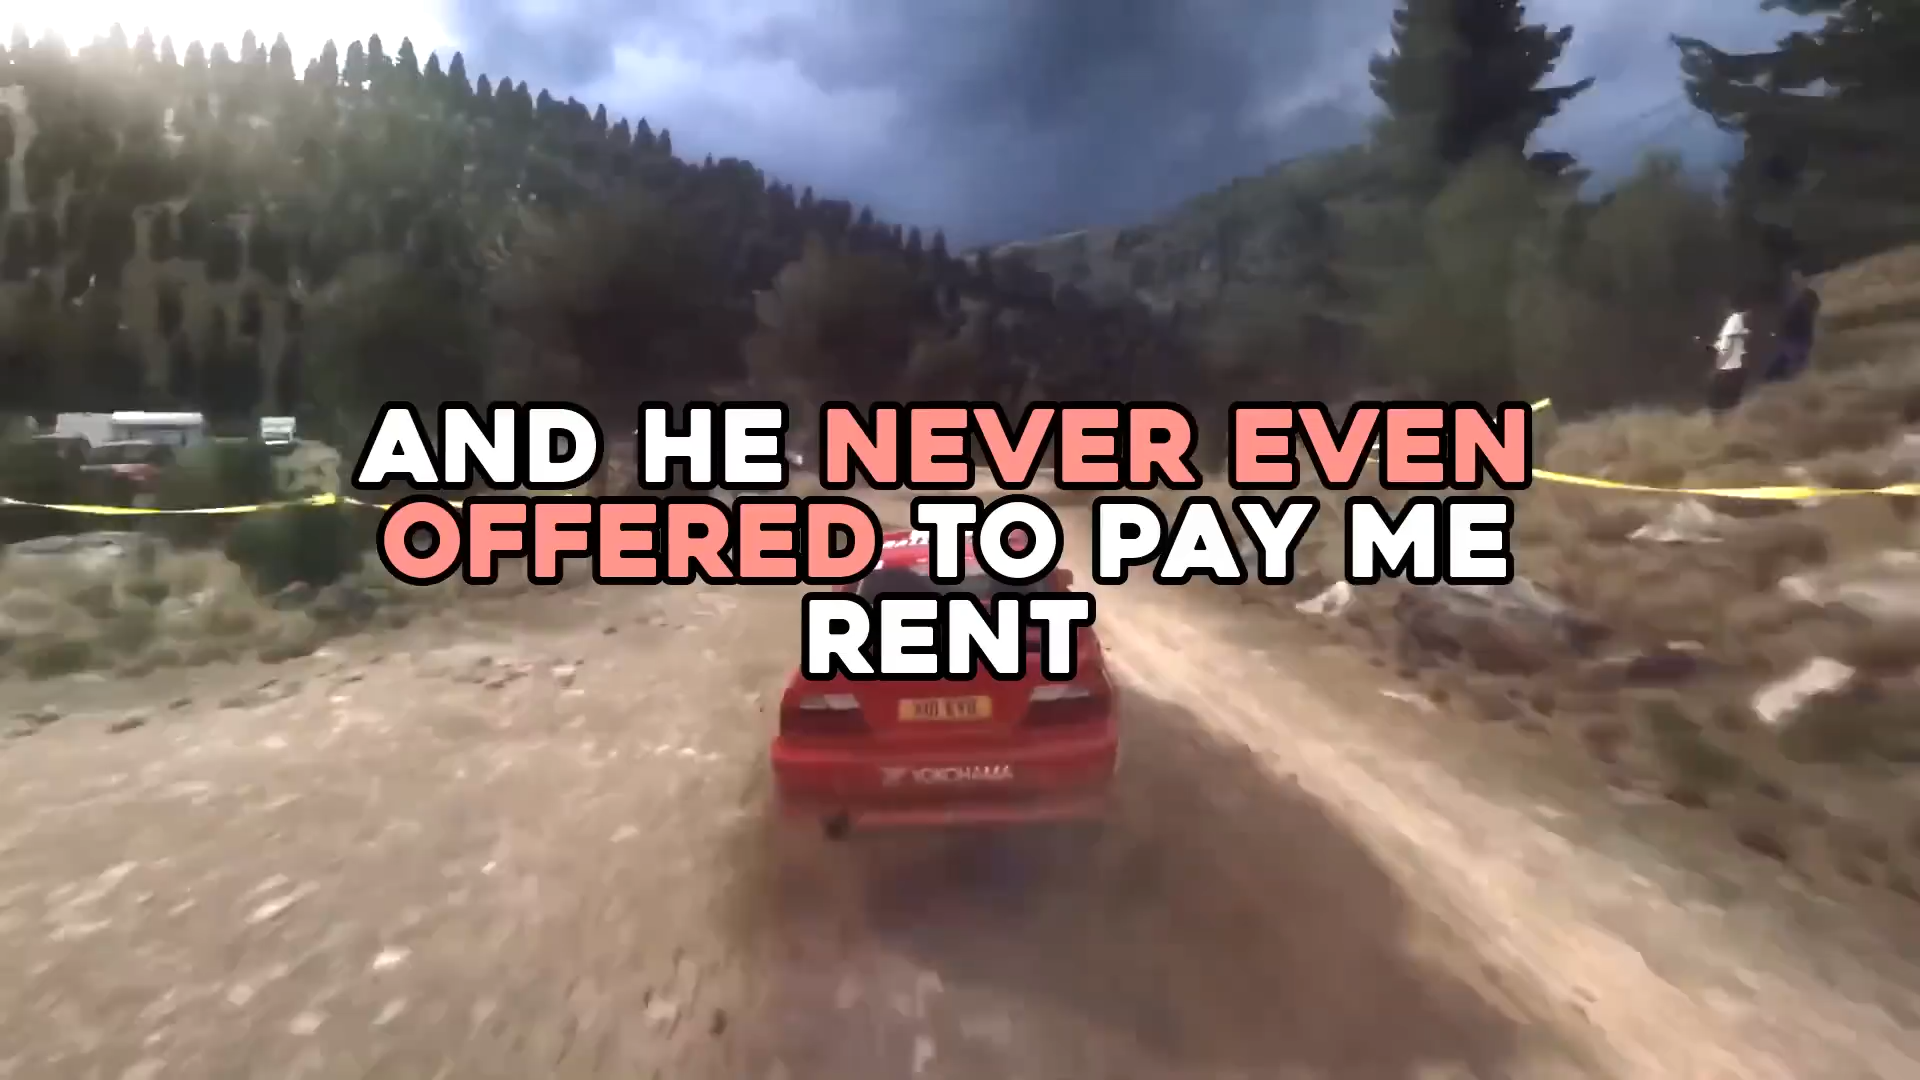 AND HE NEVER EVEN
OFFERED TO PAY ME
RENT
YOKOHAMA